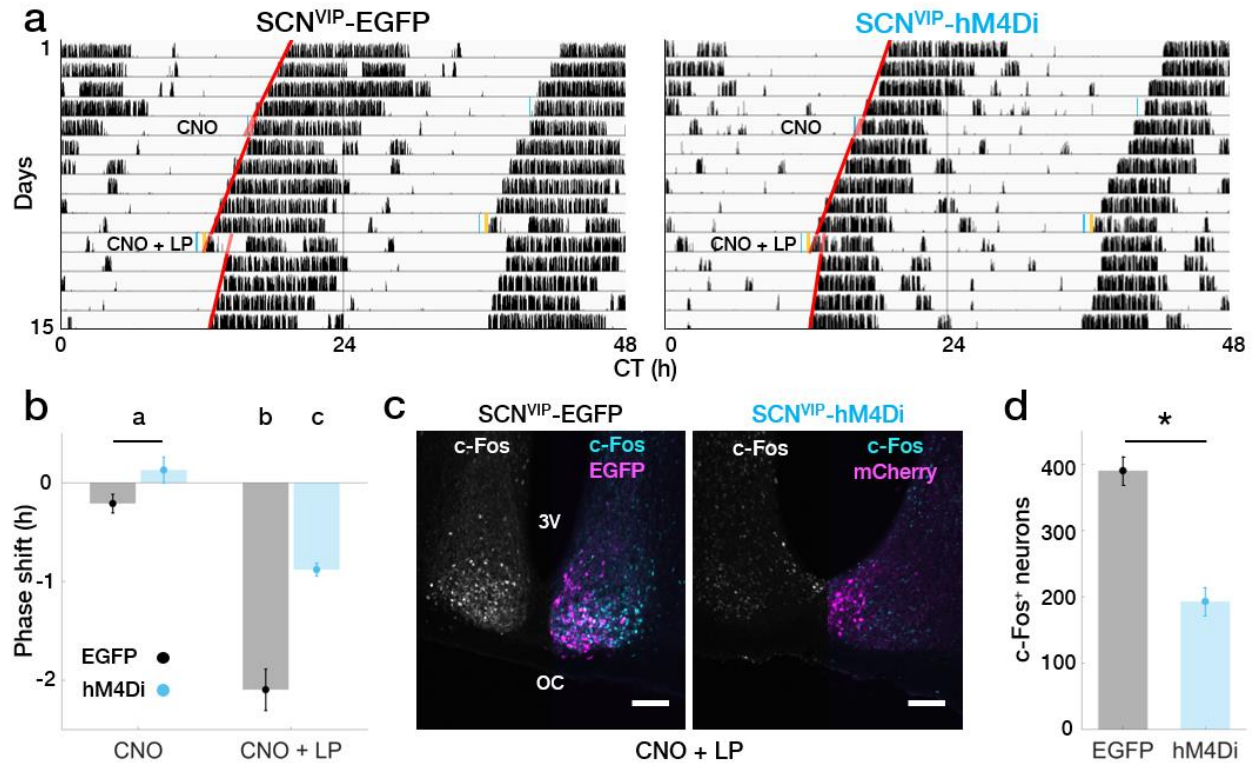 a
SCNVIP-EGFP
SCNVIP-hM4Di
1
CNO
CNO
Days
CNO + LP
CNO + LP
15
0 24 48
0 24 48
CT (h)
b
a
b c
0
-1
-2
Phase shift (h)
EGFP
hM4Di
CNO
CNO + LP
c
SCNVIP-EGFP
SCNVIP-hM4Di
c-Fos
c-Fos
EGFP
c-Fos
c-Fos
mCherry
3V
OC
CNO + LP
d
*
c-Fos+ neurons
400
300
200
100
0
EGFP hM4Di